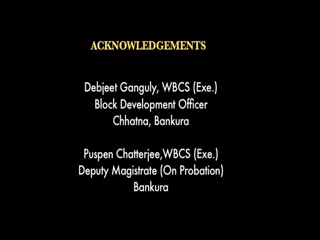 ACKNOWLEDGEMENTS
Debjeet Ganguly, WBCS (Exe.)
Block Development Officer
Chhatna, Bankura
Puspen Chatterjee,WBCS (Exe.)
Deputy Magistrate (On Probation)
Bankura